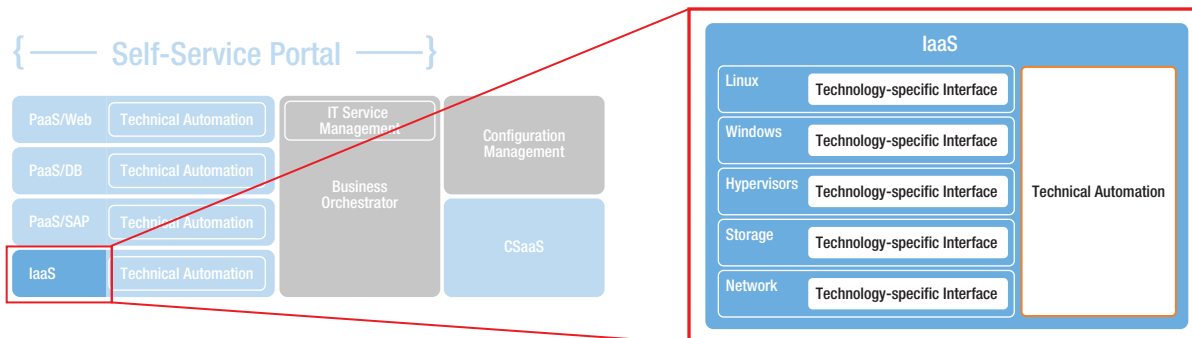 { Self-Service Portal }
PaaS/Web
Technical Automation
PaaS/DB
Technical Automation
PaaS/SAP
Technical Automation
IaaS
Technical Automation
IT Service
Management
Business
Orchestrator
Configuration
Management
CSaaS
IaaS
Linux
Technology-specific Interface
Windows
Technology-specific Interface
Hypervisors
Technology-specific Interface
Storage
Technology-specific Interface
Network
Technology-specific Interface
Technical Automation